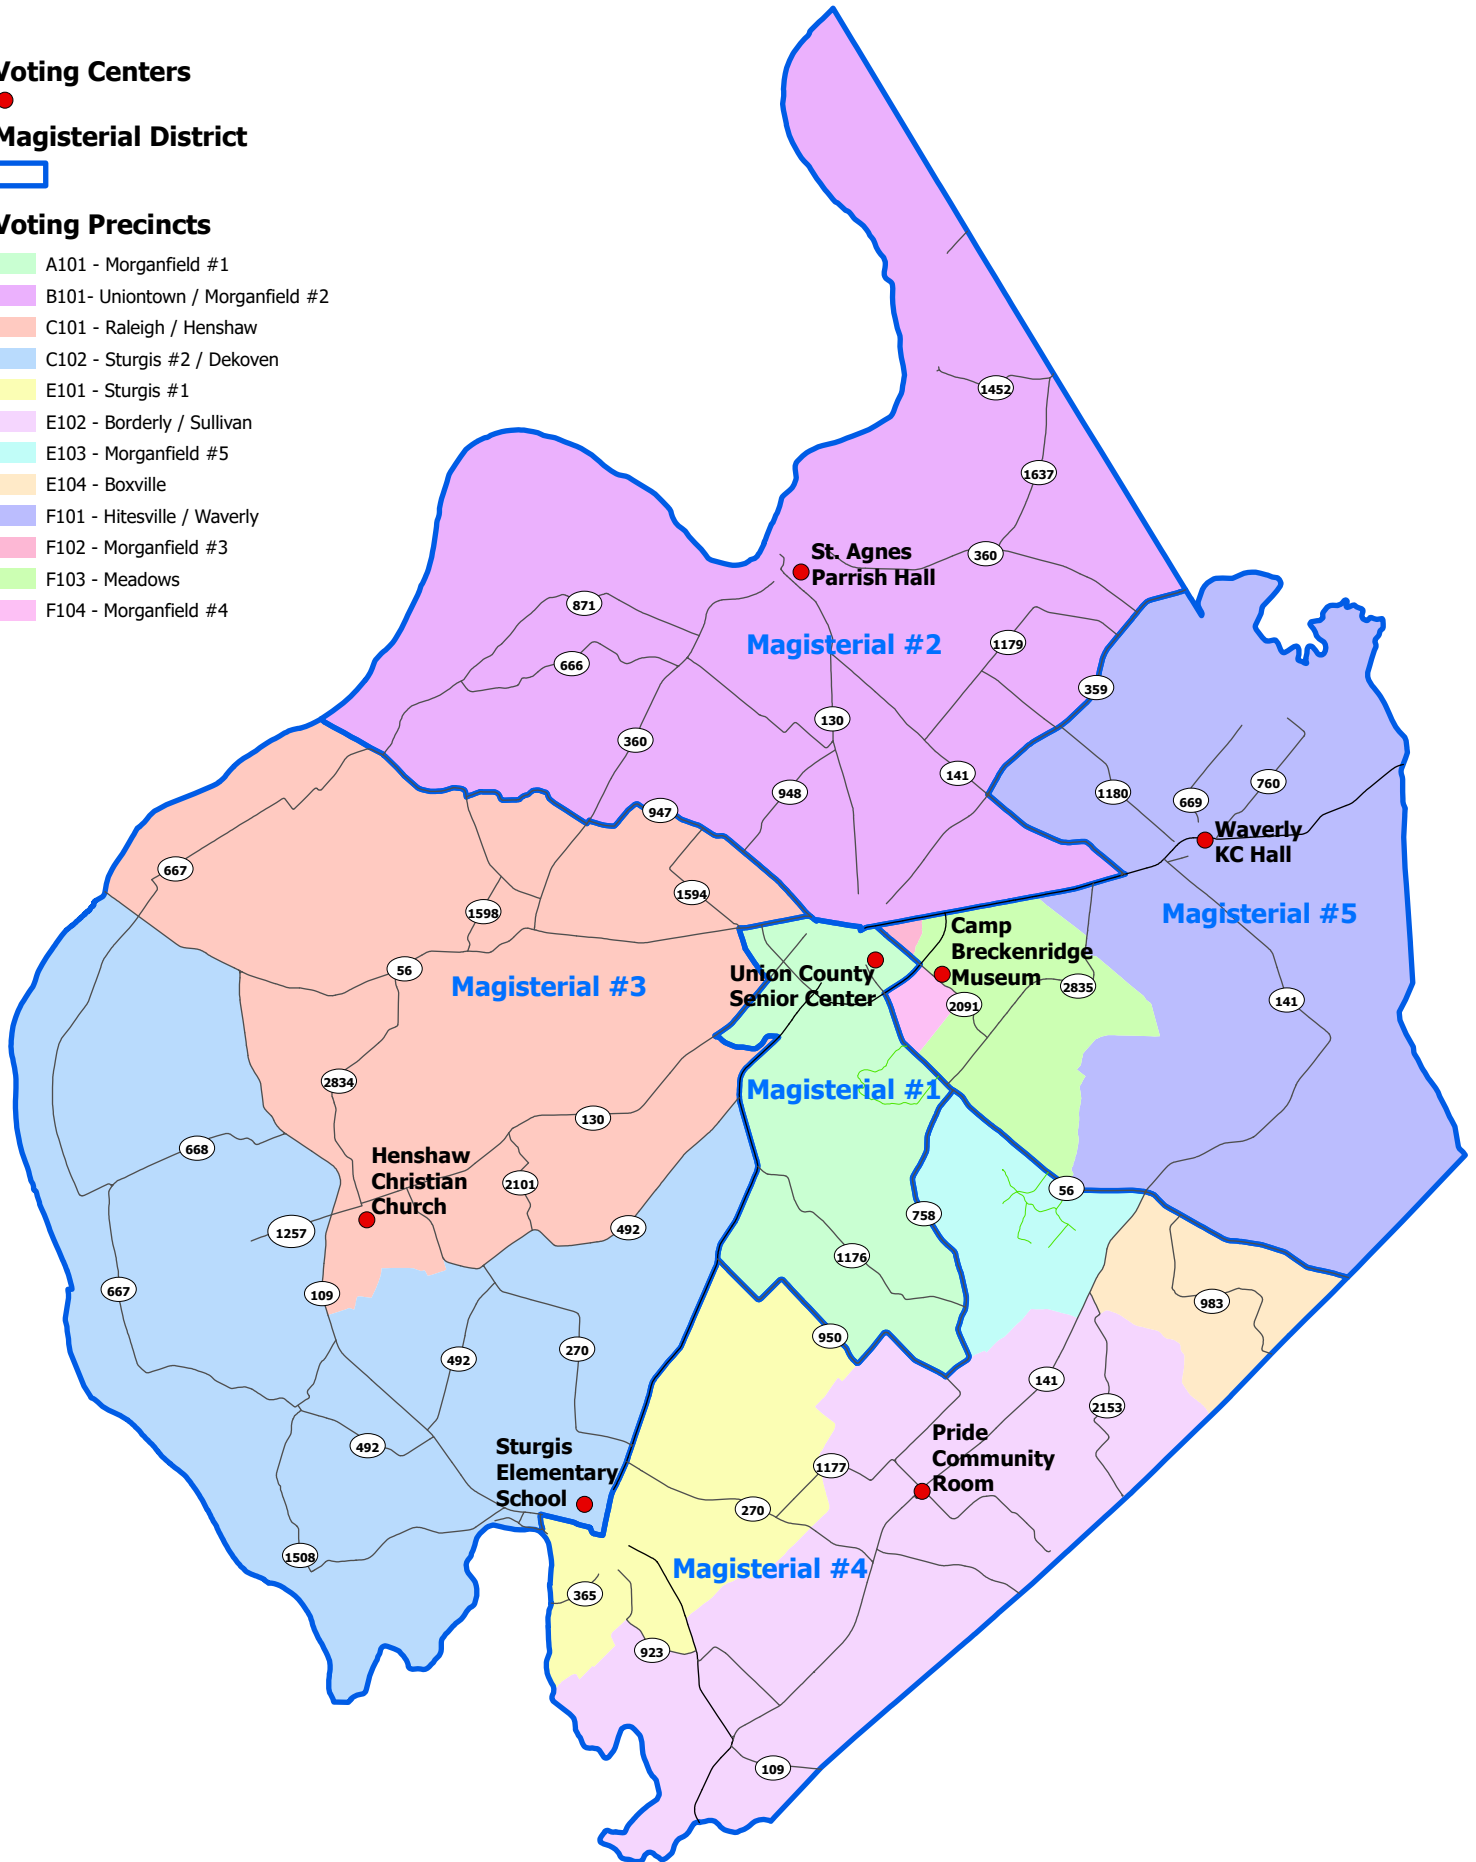 Voting Centers
Magisterial District
Voting Precincts
A101 - Morganfield #1
B101- Uniontown / Morganfield #2
C101 - Raleigh / Henshaw
C102 - Sturgis #2 / Dekoven
E101 - Sturgis #1
E102 - Borderly / Sullivan
E103 - Morganfield #5
E104 - Boxville
F101 - Hitesville / Waverly
F102 - Morganfield #3
F103 - Meadows
F104 - Morganfield #4
1452
1637
360
St. Agnes
Parrish Hall
871
Magisterial #2
1179
666
359
130
360
141
948
1180
669
760
947
Waverly
KC Hall
667
1594
1598
Magisterial #5
Camp
Breckenridge
Museum
56
Magisterial #3
Union County
Senior Center
2835
2091
141
2834
Magisterial #1
130
668
Henshaw
Christian
Church
2101
56
758
492
1257
1176
667
109
983
950
270
492
141
2153
492
Sturgis
Elementary
School
Pride
Community
Room
1177
270
1508
Magisterial #4
365
923
109